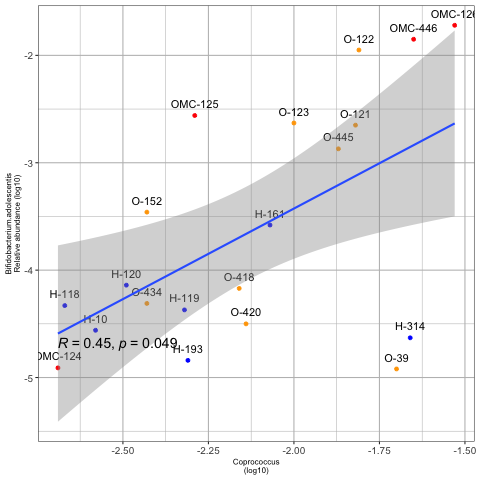 OMC-126
OMC-446
O-122
-2
OMC-125
O-123
O-121
O-445
-3
O-152
H-161
-4
H-120
O-418
H-118
O-434
H-119
H-10
O-420
H-314
R = 0.45, p = 0.049
H-193
OMC-124
O-39
-5
Bifidobacterium.adolescentis
Relative abundante (log10)
-2.50
-2.25
-2.00
-1.75
-1.50
Coprococcus
(log10)